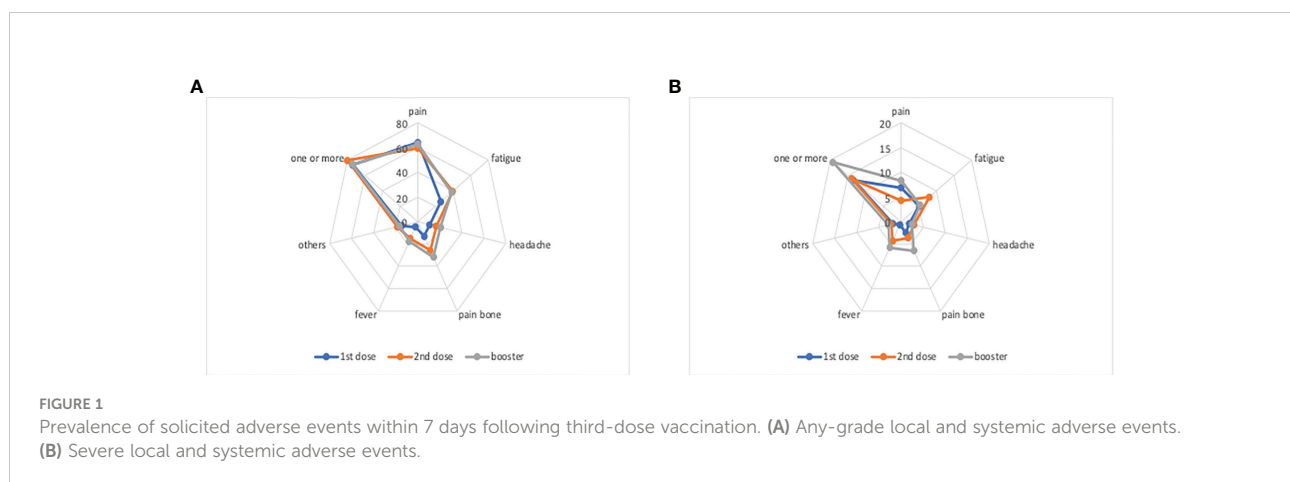 A
B
pain
80
60
40
20
0
one or more
fatigue
others
headache
fever
pain bone
1st dose 2nd dose booster
pain
20
15
10
5
0
one or more
fatigue
others
headache
fever
pain bone
1st dose 2nd dose booster
FIGURE 1
Prevalence of solicited adverse events within 7 days following third-dose vaccination. (A) Any-grade local and systemic adverse events.
(B) Severe local and systemic adverse events.